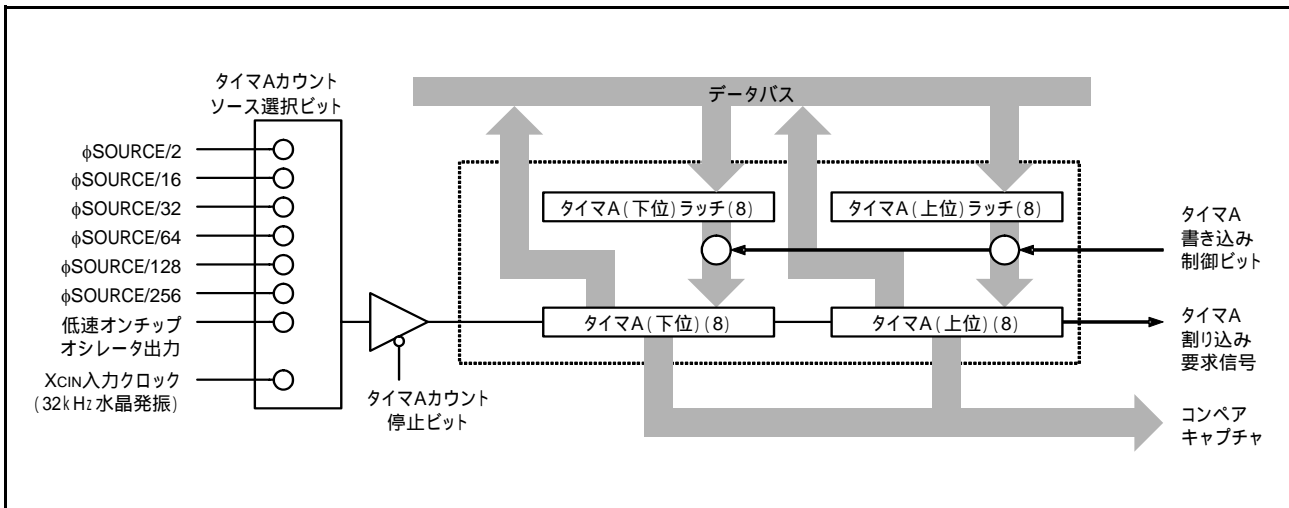 タイマAカウント
ソース選択ビット
φSOURCE/2
φSOURCE/16
φSOURCE/32
φSOURCE/64
φSOURCE/128
φSOURCE/256
低速オンチップ
オシレータ出力
XCIN入力クロック
(32kHz水晶発振)
タイマAカウント
停止ビット
データバス
タイマA(下位)ラッチ(8)
タイマA(上位)ラッチ(8)
タイマA(下位)(8)
タイマA(上位)(8)
タイマA
書き込み
制御ビット
タイマA
割り込み
要求信号
コンペア
キャプチャ